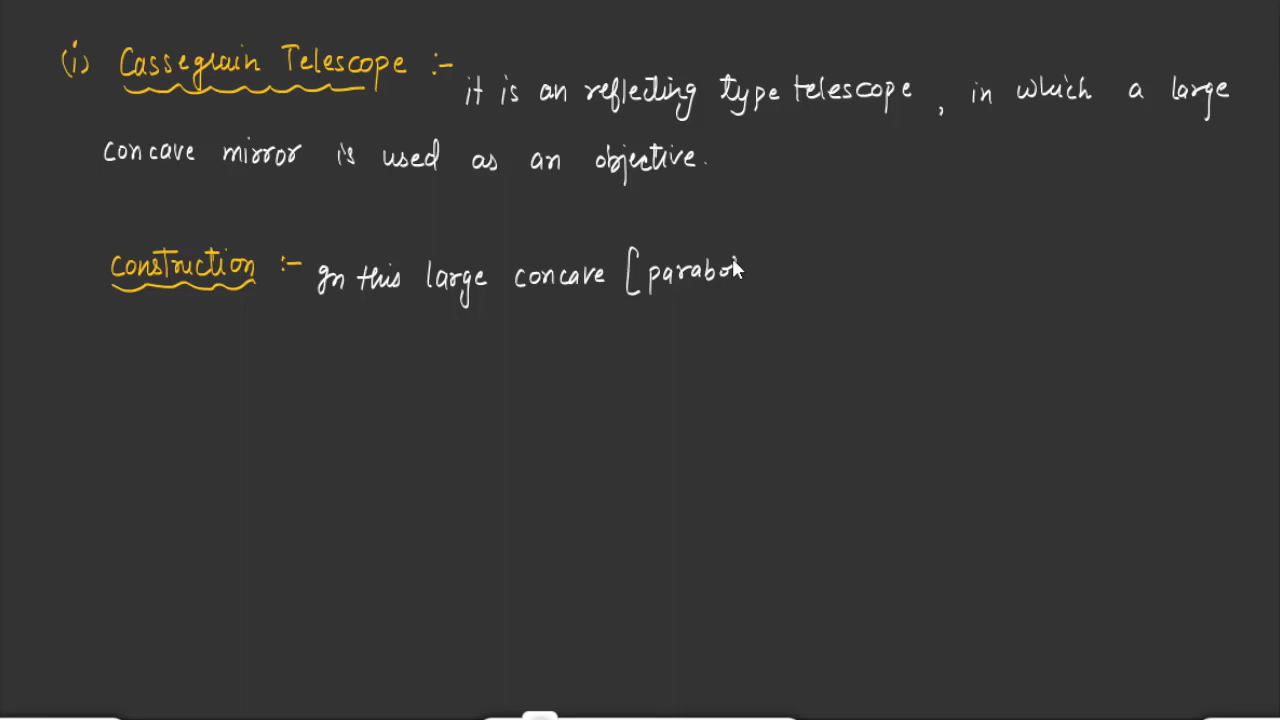 (i) Cassegrain Telescope :- it is an reflecting type telescope, in which a large
concave mirror is used as an objective.
Construction :- In this large concave [parabo